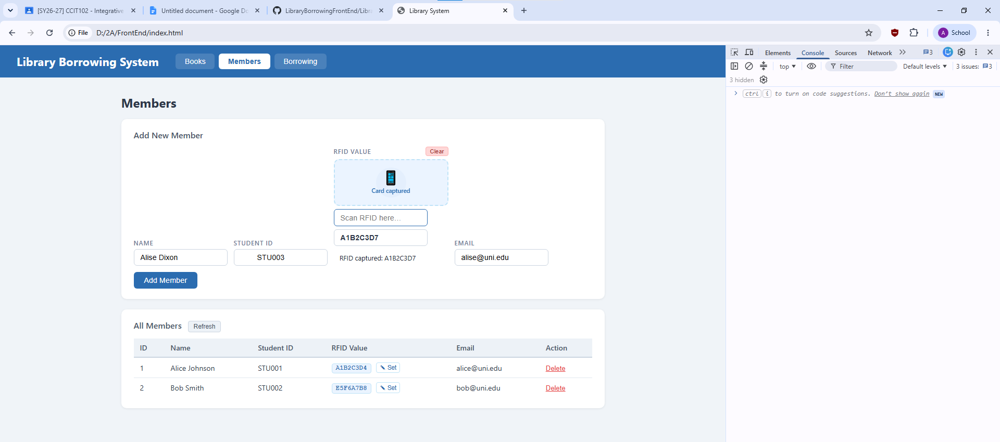 [SY26-27] CCIT102 - Integrative
Untitled document - Google Do
LibraryBorrowingFrontEnd/Libra
Library System
File
D:/2A/FrontEnd/index.html
A
School
Library Borrowing System
Books
Members
Borrowing
Elements
Console
Sources
Network
3
top
Filter
Default levels
3 issues:
3
3 hidden
ctrl i to turn on code suggestions. Don't show again NEW
Members
Add New Member
RFID VALUE
Clear
Card captured
Scan RFID here...
A1B2C3D7
RFID captured: A1B2C3D7
NAME
Alise Dixon
STUDENT ID
STU003
EMAIL
alise@uni.edu
Add Member
All Members Refresh
ID Name Student ID RFID Value Email Action
1 Alice Johnson STU001 A1B2C3D4 Set alice@uni.edu Delete
2 Bob Smith STU002 E5F6A7B8 Set bob@uni.edu Delete